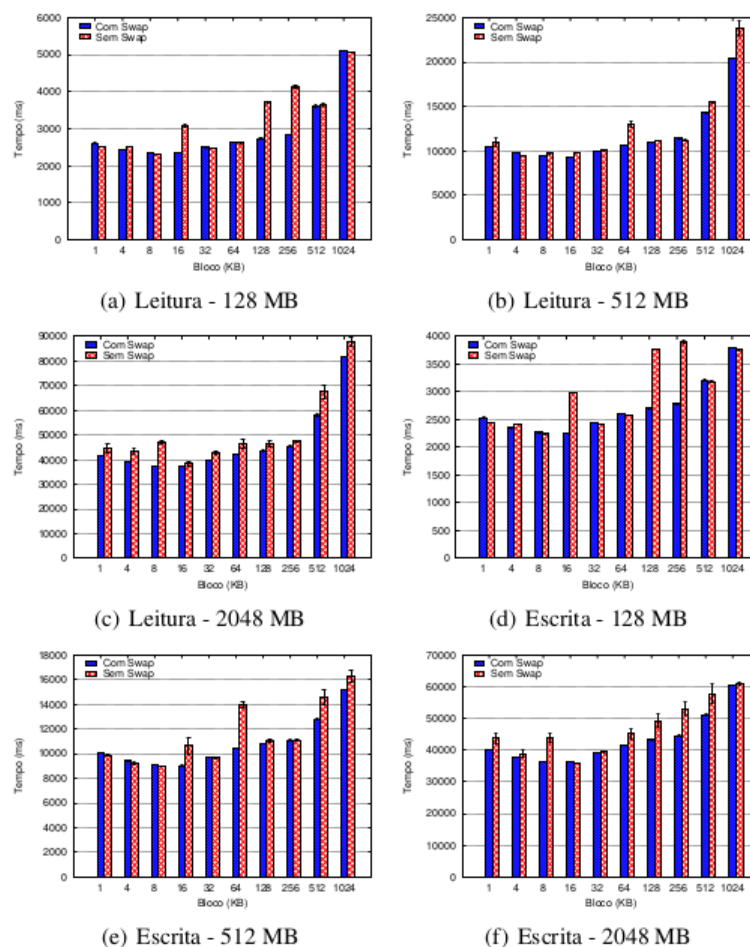 6000
5000
4000
3000
2000
1000
0
Tempo (ms)
Com Swap
Sem Swap
1 4 8 16 32 64 128 256 512 1024
Bloco (KB)
(a) Leitura - 128 MB
25000
20000
15000
10000
5000
0
Tempo (ms)
Com Swap
Sem Swap
1 4 8 16 32 64 128 256 512 1024
Bloco (KB)
(b) Leitura - 512 MB
90000
80000
70000
60000
50000
40000
30000
20000
10000
0
Tempo (ms)
Com Swap
Sem Swap
1 4 8 16 32 64 128 256 512 1024
Bloco (KB)
(c) Leitura - 2048 MB
4000
3500
3000
2500
2000
1500
1000
500
0
Tempo (ms)
Com Swap
Sem Swap
1 4 8 16 32 64 128 256 512 1024
Bloco (KB)
(d) Escrita - 128 MB
18000
16000
14000
12000
10000
8000
6000
4000
2000
0
Tempo (ms)
Com Swap
Sem Swap
1 4 8 16 32 64 128 256 512 1024
Bloco (KB)
(e) Escrita - 512 MB
70000
60000
50000
40000
30000
20000
10000
0
Tempo (ms)
Com Swap
Sem Swap
1 4 8 16 32 64 128 256 512 1024
Bloco (KB)
(f) Escrita - 2048 MB